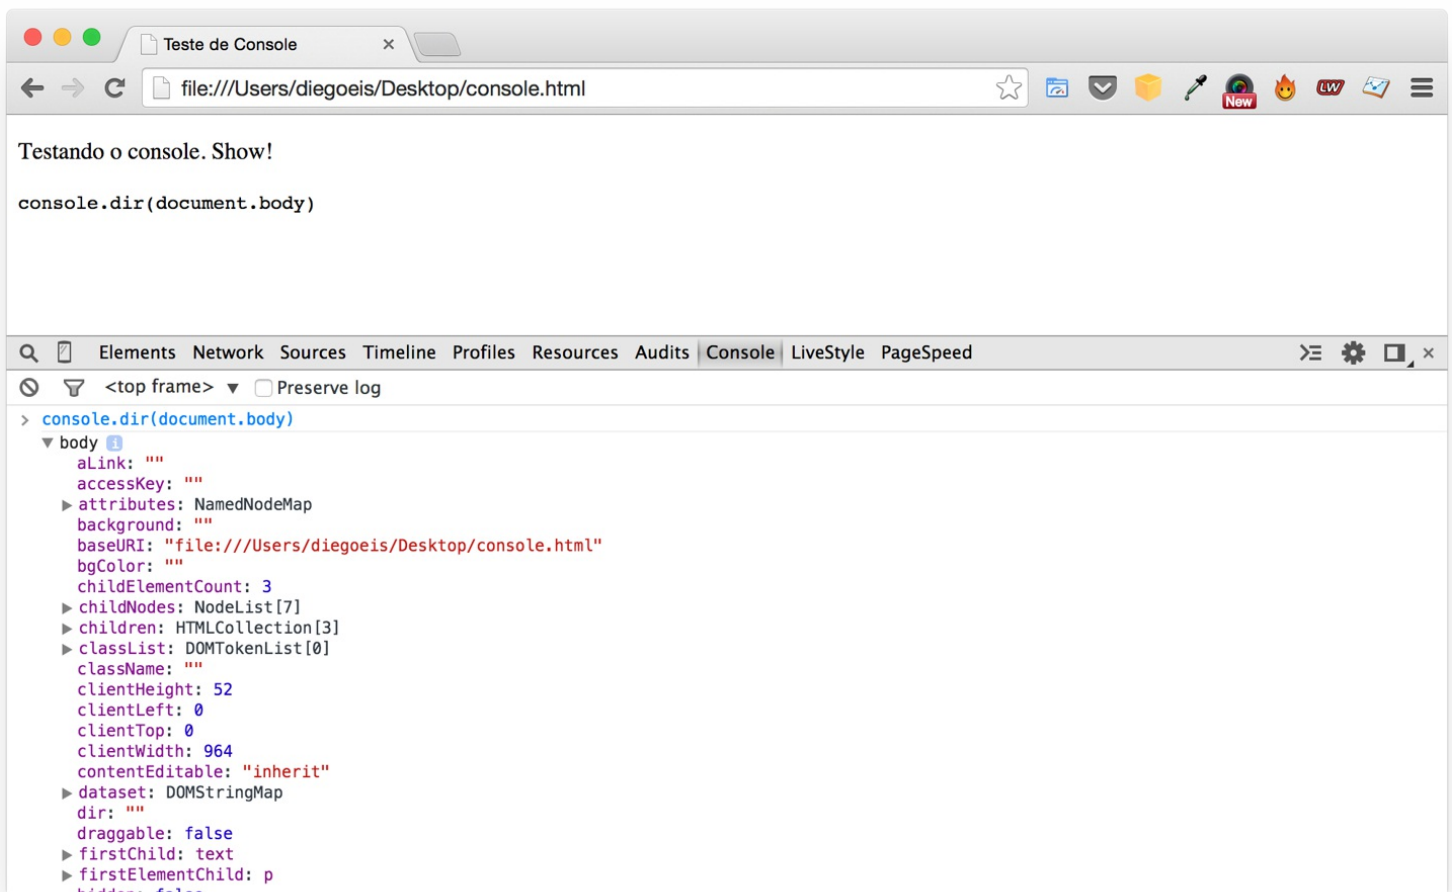 Teste de Console
file:///Users/diegoeis/Desktop/console.html
New
LW
Testando o console. Show!
console.dir(document.body)
Elements Network Sources Timeline Profiles Resources Audits Console LiveStyle PageSpeed
<top frame> Preserve log
console.dir(document.body)
body i
aLink: ""
accessKey: ""
attributes: NamedNodeMap
background: ""
baseURI: "file:///Users/diegoeis/Desktop/console.html"
bgColor: ""
childElementCount: 3
childNodes: NodeList[7]
children: HTMLCollection[3]
classList: DOMTokenList[0]
className: ""
clientHeight: 52
clientLeft: 0
clientTop: 0
clientWidth: 964
contentEditable: "inherit"
dataset: DOMStringMap
dir: ""
draggable: false
firstChild: text
firstElementChild: p
hidden: false